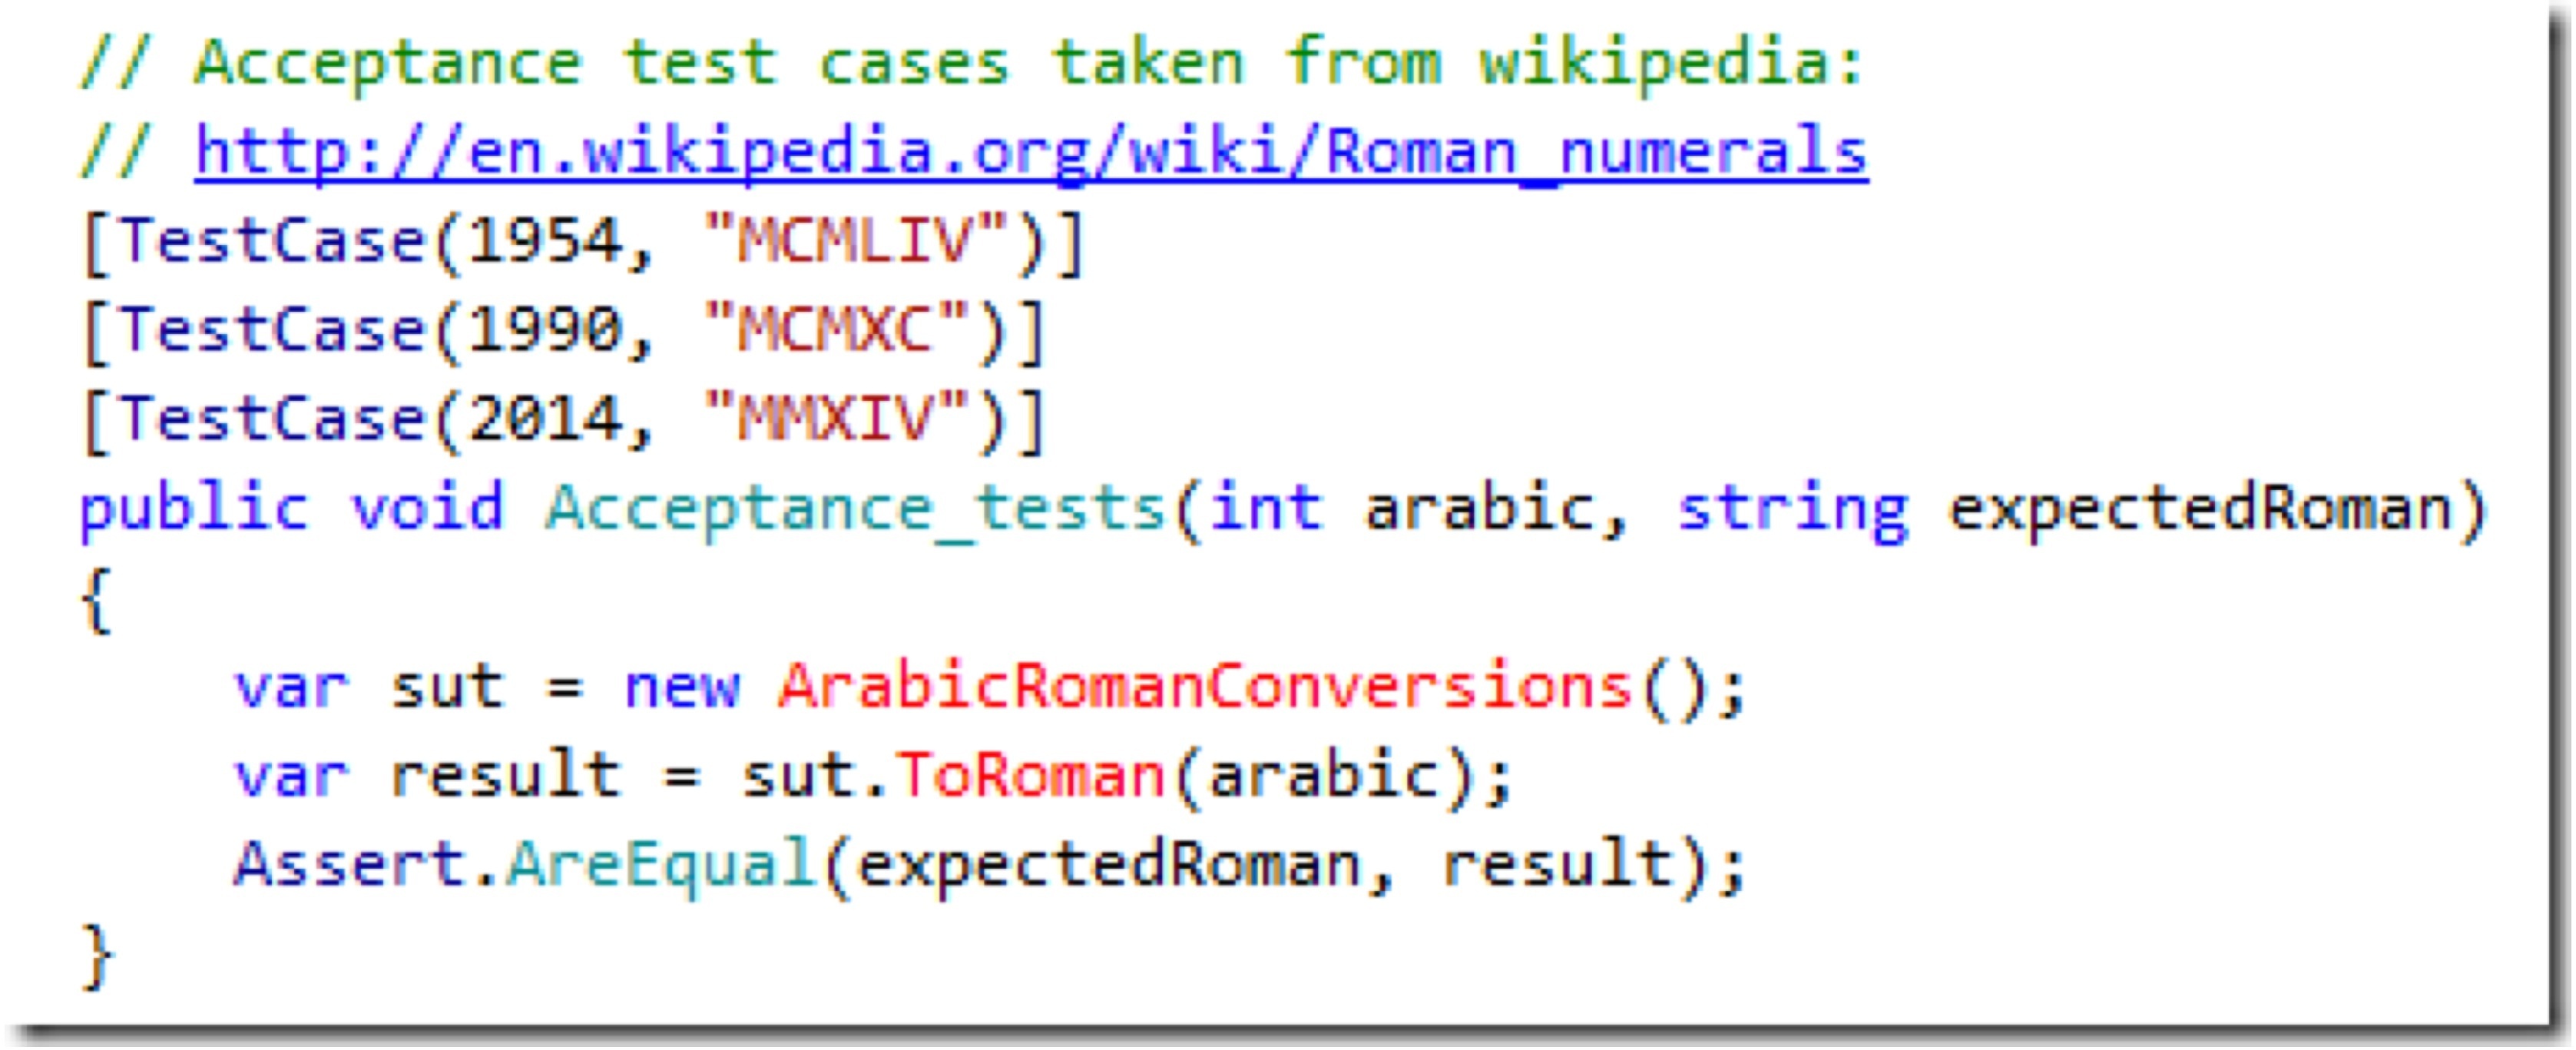 // Acceptance test cases taken from wikipedia:
// http://en.wikipedia.org/wiki/Roman_numerals
[TestCase(1954, "MCMLIV")]
[TestCase(1990, "MCMXC")]
[TestCase(2014, "MMXIV")]
public void Acceptance_tests(int arabic, string expectedRoman)
{
    var sut = new ArabicRomanConversions();
    var result = sut.ToRoman(arabic);
    Assert.AreEqual(expectedRoman, result);
}